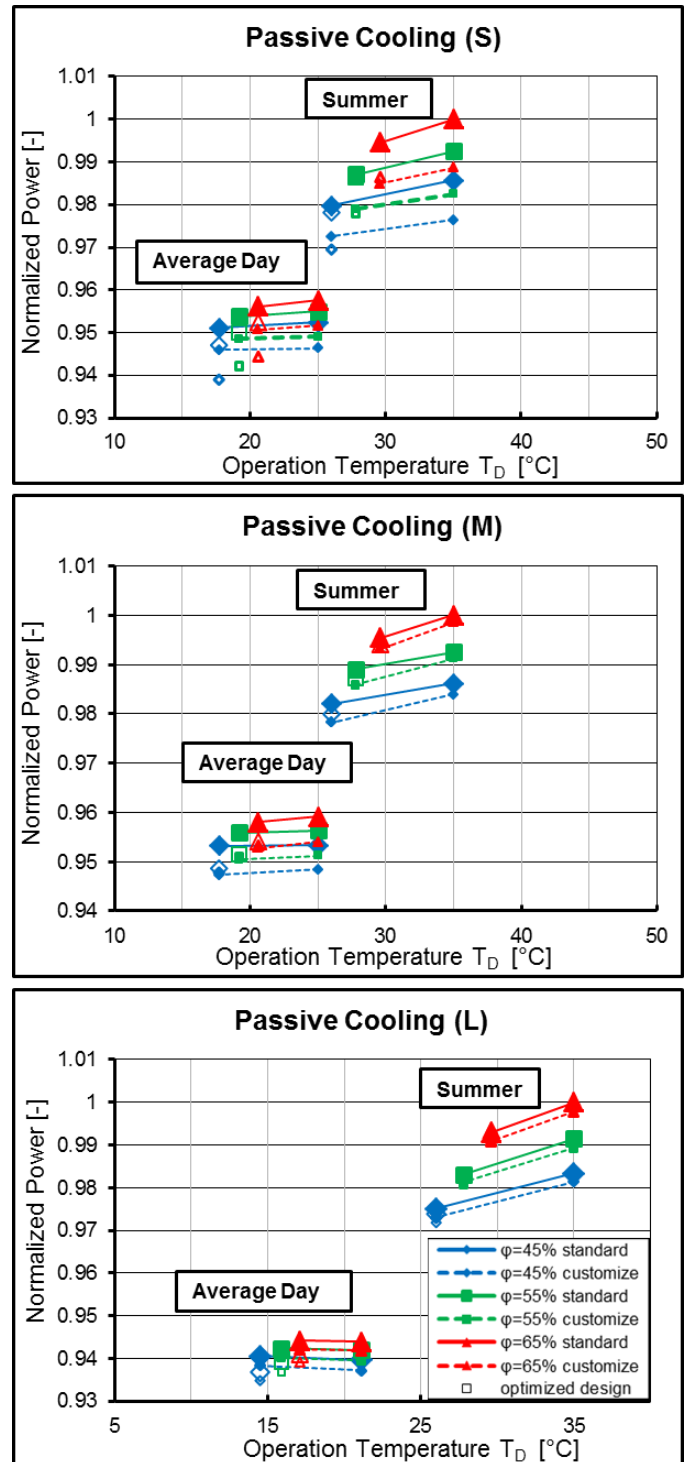 Passive Cooling (S)
Normalized Power [-]
1.01
1
0.99
0.98
0.97
0.96
0.95
0.94
0.93
Summer
Average Day
10 20 30 40 50
Operation Temperature T_D [°C]
Passive Cooling (M)
Normalized Power [-]
1.01
1
0.99
0.98
0.97
0.96
0.95
0.94
Summer
Average Day
10 20 30 40 50
Operation Temperature T_D [°C]
Passive Cooling (L)
Normalized Power [-]
1.01
1
0.99
0.98
0.97
0.96
0.95
0.94
0.93
Summer
Average Day
φ=45% standard
φ=45% customize
φ=55% standard
φ=55% customize
φ=65% standard
φ=65% customize
optimized design
5 15 25 35
Operation Temperature T_D [°C]